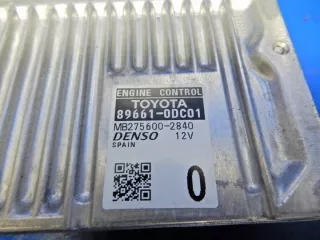 ENGINE CONTROL
TOYOTA
89661-0DC01
MB275600-2840
DENSO 12V
SPAIN
0